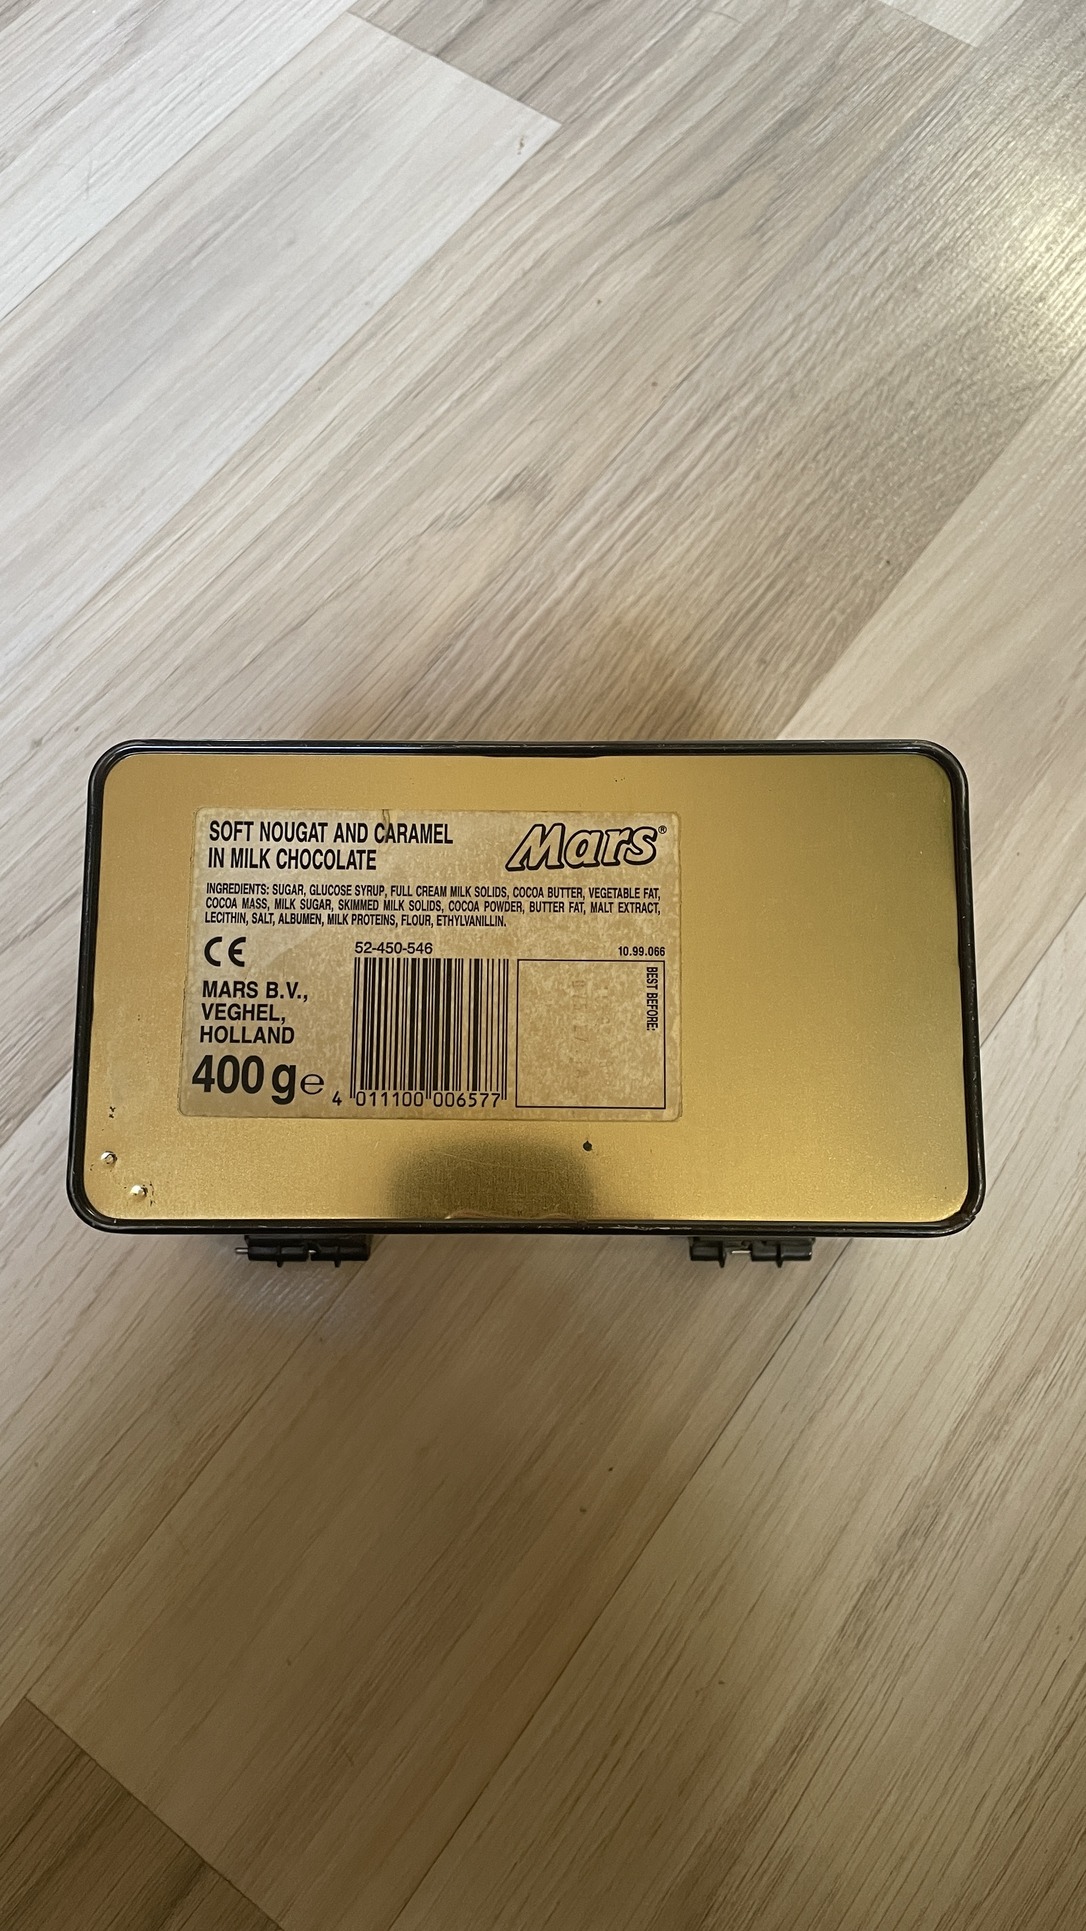 SOFT NOUGAT AND CARAMEL
IN MILK CHOCOLATE
Mars®
INGREDIENTS: SUGAR, GLUCOSE SYRUP, FULL CREAM MILK SOLIDS, COCOA BUTTER, VEGETABLE FAT,
COCOA MASS, MILK SUGAR, SKIMMED MILK SOLIDS, COCOA POWDER, BUTTER FAT, MALT EXTRACT,
LECITHIN, SALT, ALBUMEN, MILK PROTEINS, FLOUR, ETHYLVANILLIN.
CE
52-450-546
10.99.066
MARS B.V.,
VEGHEL,
HOLLAND
BEST BEFORE:
400 g e
4 011100 006577